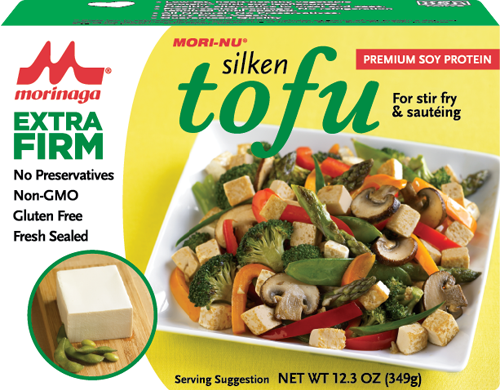 MORI-NU®
silken
tofu
PREMIUM SOY PROTEIN
For stir fry
& sautéing
morinaga®
EXTRA
FIRM
No Preservatives
Non-GMO
Gluten Free
Fresh Sealed
Serving Suggestion NET WT 12.3 OZ (349g)